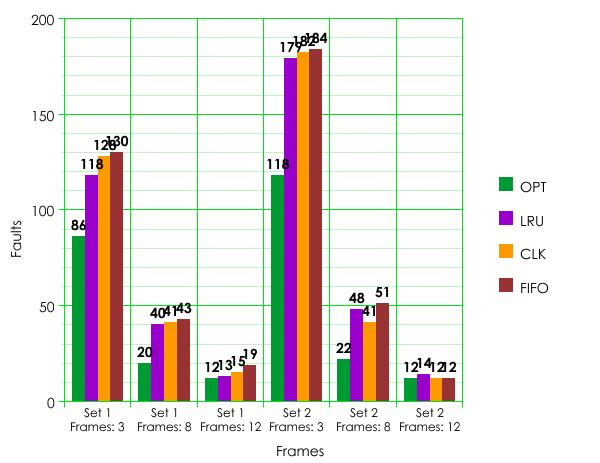 200
150
100
50
0
Faults
86
118
128
130
20
40
41
43
12
13
15
19
118
179
182
184
22
48
41
51
12
14
12
12
Set 1
Frames: 3
Set 1
Frames: 8
Set 1
Frames: 12
Set 2
Frames: 3
Set 2
Frames: 8
Set 2
Frames: 12
Frames
OPT
LRU
CLK
FIFO